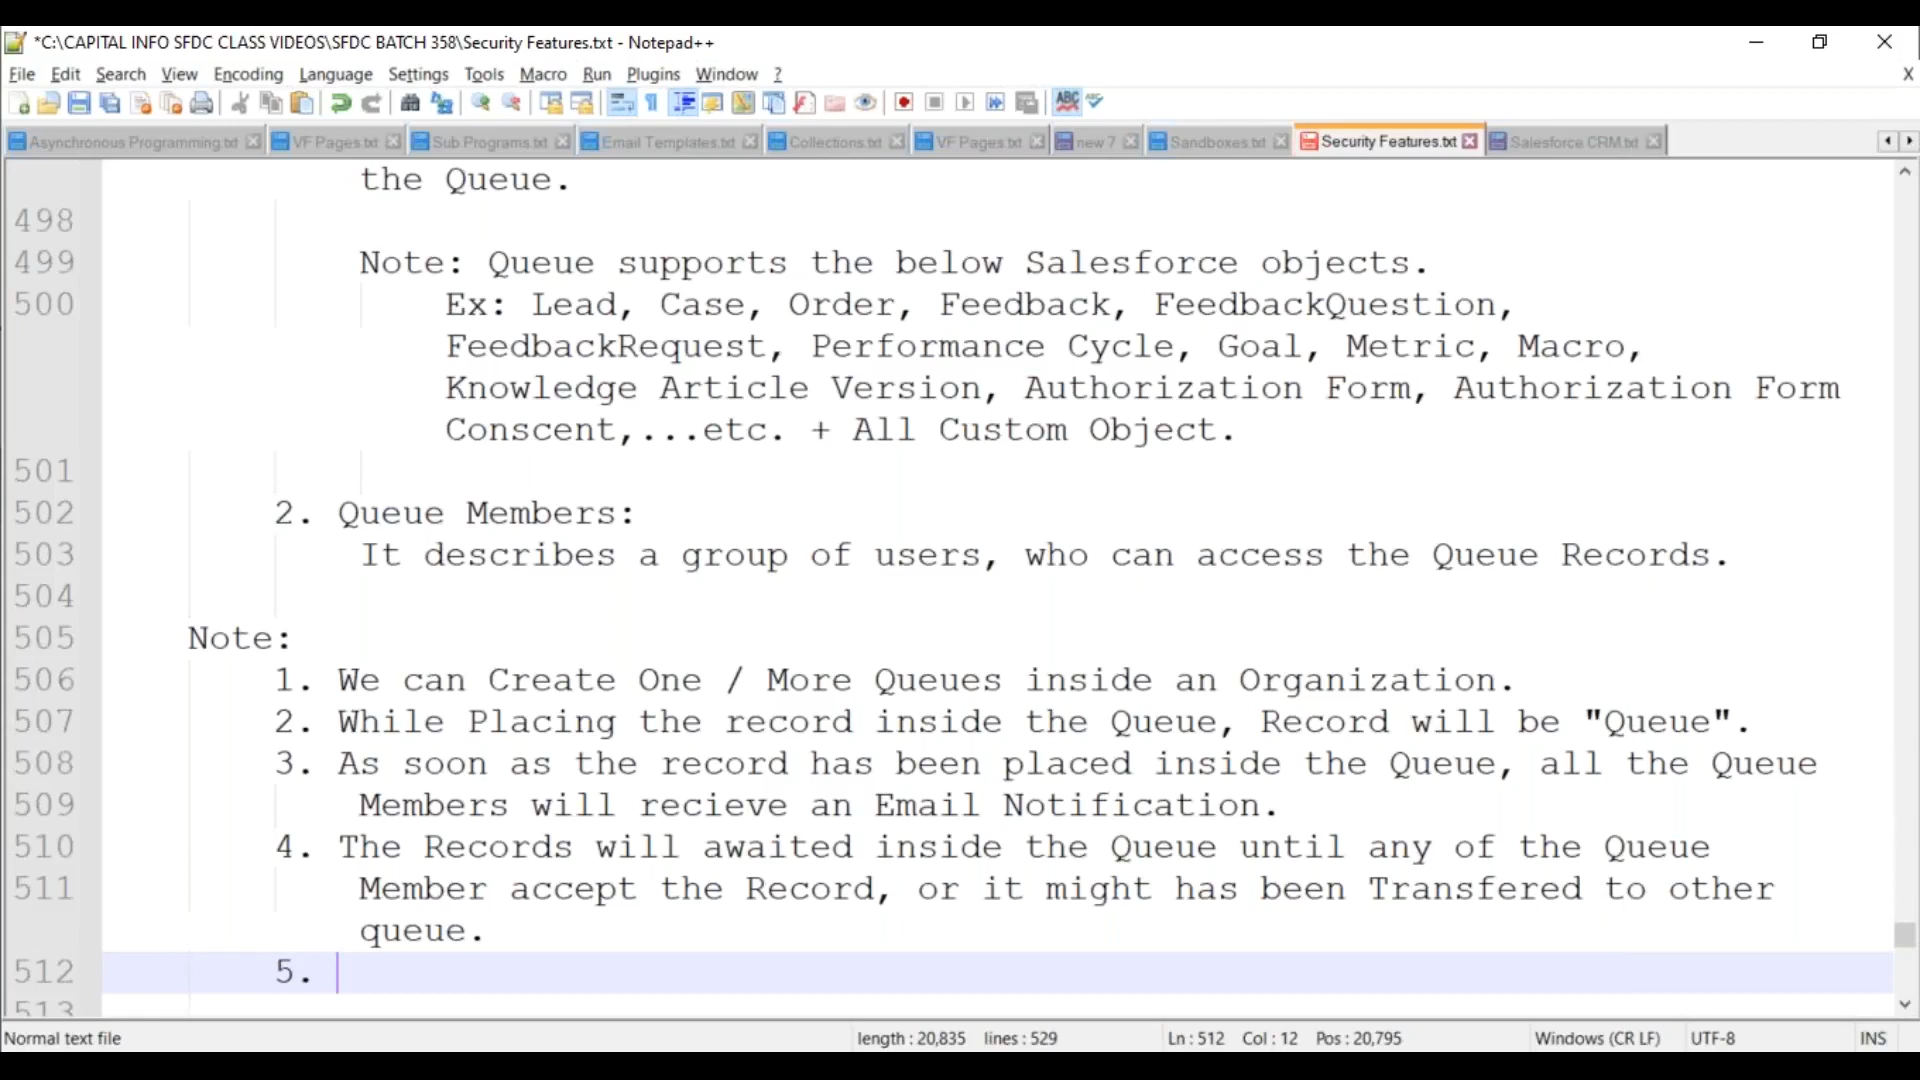 *C:\CAPITAL INFO SFDC CLASS VIDEOS\SFDC BATCH 358\Security Features.txt - Notepad++
File Edit Search View Encoding Language Settings Tools Macro Run Plugins Window ? X
Asynchronous Programming.txt VF Pages.txt Sub Programs.txt Email Templates.txt Collections.txt VF Pages.txt new 7 Sandboxes.txt Security Features.txt Salesforce CRM.txt
the Queue.
498
499 Note: Queue supports the below Salesforce objects.
500 Ex: Lead, Case, Order, Feedback, FeedbackQuestion,
FeedbackRequest, Performance Cycle, Goal, Metric, Macro,
Knowledge Article Version, Authorization Form, Authorization Form
Conscent,...etc. + All Custom Object.
501
502 2. Queue Members:
503 It describes a group of users, who can access the Queue Records.
504
505 Note:
506 1. We can Create One / More Queues inside an Organization.
507 2. While Placing the record inside the Queue, Record will be "Queue".
508 3. As soon as the record has been placed inside the Queue, all the Queue
509 Members will recieve an Email Notification.
510 4. The Records will awaited inside the Queue until any of the Queue
511 Member accept the Record, or it might has been Transfered to other
queue.
512 5.
513
Normal text file length : 20,835 lines : 529 Ln : 512 Col : 12 Pos : 20,795 Windows (CR LF) UTF-8 INS